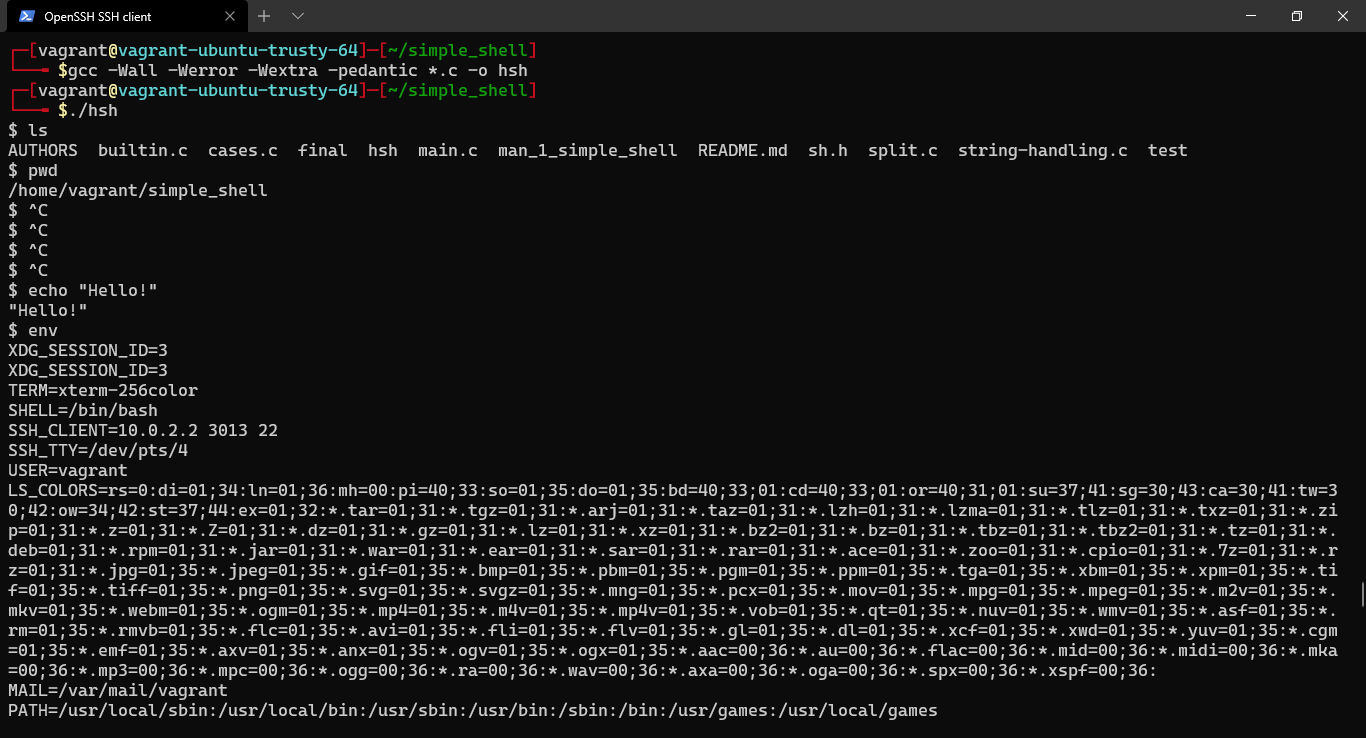 OpenSSH SSH client
┌─[vagrant@vagrant-ubuntu-trusty-64]─[~/simple_shell]
└──╼ $gcc -Wall -Werror -Wextra -pedantic *.c -o hsh
┌─[vagrant@vagrant-ubuntu-trusty-64]─[~/simple_shell]
└──╼ $./hsh
$ ls
AUTHORS  builtin.c  cases.c  final  hsh  main.c  man_1_simple_shell  README.md  sh.h  split.c  string-handling.c  test
$ pwd
/home/vagrant/simple_shell
$ ^C
$ ^C
$ ^C
$ ^C
$ echo "Hello!"
"Hello!"
$ env
XDG_SESSION_ID=3
XDG_SESSION_ID=3
TERM=xterm-256color
SHELL=/bin/bash
SSH_CLIENT=10.0.2.2 3013 22
SSH_TTY=/dev/pts/4
USER=vagrant
LS_COLORS=rs=0:di=01;34:ln=01;36:mh=00:pi=40;33:so=01;35:do=01;35:bd=40;33;01:cd=40;33;01:or=40;31;01:su=37;41:sg=30;43:ca=30;41:tw=3
0;42:ow=34;42:st=37;44:ex=01;32:*.tar=01;31:*.tgz=01;31:*.arj=01;31:*.taz=01;31:*.lzh=01;31:*.lzma=01;31:*.tlz=01;31:*.txz=01;31:*.zi
p=01;31:*.z=01;31:*.Z=01;31:*.dz=01;31:*.gz=01;31:*.lz=01;31:*.xz=01;31:*.bz2=01;31:*.bz=01;31:*.tbz=01;31:*.tbz2=01;31:*.tz=01;31:*.
deb=01;31:*.rpm=01;31:*.jar=01;31:*.war=01;31:*.ear=01;31:*.sar=01;31:*.rar=01;31:*.ace=01;31:*.zoo=01;31:*.cpio=01;31:*.7z=01;31:*.r
z=01;31:*.jpg=01;35:*.jpeg=01;35:*.gif=01;35:*.bmp=01;35:*.pbm=01;35:*.pgm=01;35:*.ppm=01;35:*.tga=01;35:*.xbm=01;35:*.xpm=01;35:*.ti
f=01;35:*.tiff=01;35:*.png=01;35:*.svg=01;35:*.svgz=01;35:*.mng=01;35:*.pcx=01;35:*.mov=01;35:*.mpg=01;35:*.mpeg=01;35:*.m2v=01;35:*.
mkv=01;35:*.webm=01;35:*.ogm=01;35:*.mp4=01;35:*.m4v=01;35:*.mp4v=01;35:*.vob=01;35:*.qt=01;35:*.nuv=01;35:*.wmv=01;35:*.asf=01;35:*.
rm=01;35:*.rmvb=01;35:*.flc=01;35:*.avi=01;35:*.fli=01;35:*.flv=01;35:*.gl=01;35:*.dl=01;35:*.xcf=01;35:*.xwd=01;35:*.yuv=01;35:*.cgm
=01;35:*.emf=01;35:*.axv=01;35:*.anx=01;35:*.ogv=01;35:*.ogx=01;35:*.aac=00;36:*.au=00;36:*.flac=00;36:*.mid=00;36:*.midi=00;36:*.mka
=00;36:*.mp3=00;36:*.mpc=00;36:*.ogg=00;36:*.ra=00;36:*.wav=00;36:*.axa=00;36:*.oga=00;36:*.spx=00;36:*.xspf=00;36:
MAIL=/var/mail/vagrant
PATH=/usr/local/sbin:/usr/local/bin:/usr/sbin:/usr/bin:/sbin:/bin:/usr/games:/usr/local/games